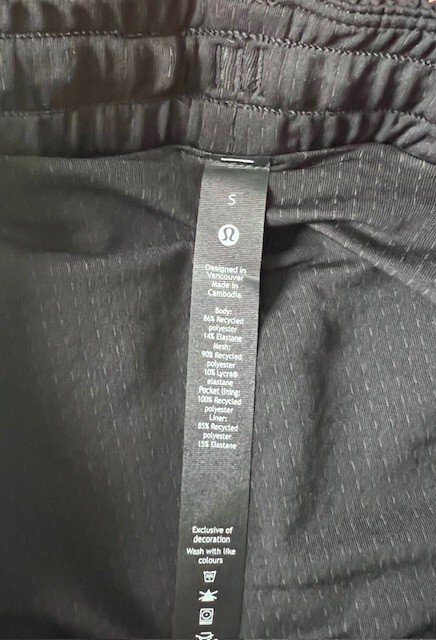 S
Designed in
Vancouver
Made in
Cambodia
Body:
86% Recycled
polyester
14% Elastane
Mesh:
90% Recycled
polyester
10% Lycra®
elastane
Pocket lining:
100% Recycled
polyester
Liner:
85% Recycled
polyester
15% Elastane
Exclusive of
decoration
Wash with like
colours